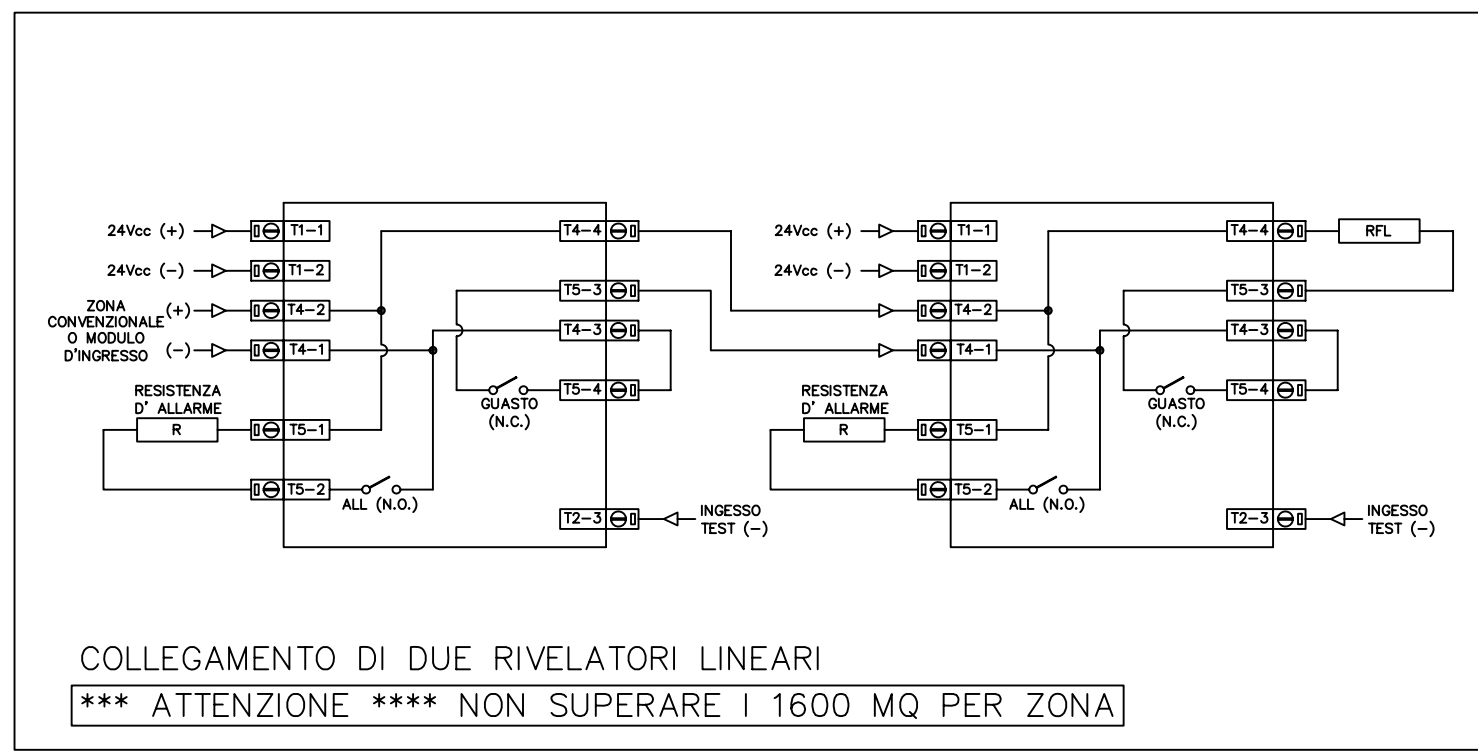 24Vcc (+)
T1-1
T4-4
24Vcc (-)
T1-2
T5-3
ZONA
CONVENZIONALE
O MODULO
D'INGRESSO
(+)
T4-2
T4-3
(-)
T4-1
T5-4
GUASTO
(N.C.)
RESISTENZA
D' ALLARME
R
T5-1
T5-2
ALL (N.O.)
T2-3
INGESSO
TEST (-)
24Vcc (+)
T1-1
T4-4
RFL
24Vcc (-)
T1-2
T5-3
T4-2
T4-3
T4-1
T5-4
GUASTO
(N.C.)
RESISTENZA
D' ALLARME
R
T5-1
T5-2
ALL (N.O.)
T2-3
INGESSO
TEST (-)
COLLEGAMENTO DI DUE RIVELATORI LINEARI
*** ATTENZIONE **** NON SUPERARE I 1600 MQ PER ZONA